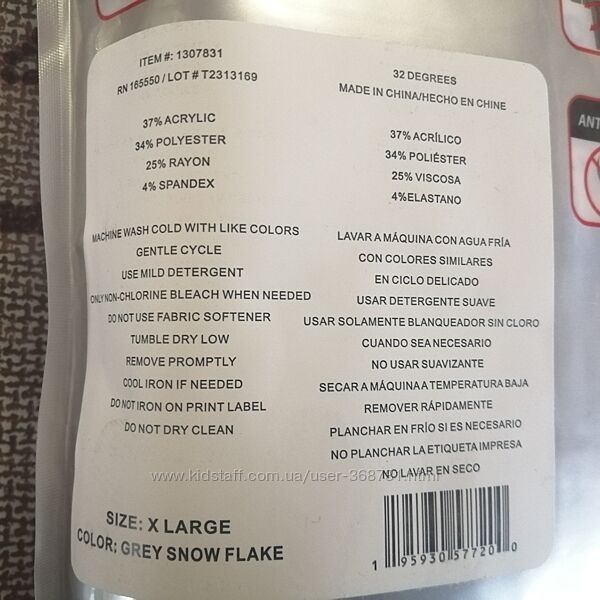 ITEM #: 1307831
RN 165550 / LOT # T2313169
37% ACRYLIC
34% POLYESTER
25% RAYON
4% SPANDEX
MACHINE WASH COLD WITH LIKE COLORS
GENTLE CYCLE
USE MILD DETERGENT
ONLY NON-CHLORINE BLEACH WHEN NEEDED
DO NOT USE FABRIC SOFTENER
TUMBLE DRY LOW
REMOVE PROMPTLY
COOL IRON IF NEEDED
DO NOT IRON ON PRINT LABEL
DO NOT DRY CLEAN
SIZE: X LARGE
COLOR: GREY SNOW FLAKE
32 DEGREES
MADE IN CHINA/HECHO EN CHINE
37% ACRÍLICO
34% POLIÉSTER
25% VISCOSA
4%ELASTANO
LAVAR A MÁQUINA CON AGUA FRÍA
CON COLORES SIMILARES
EN CICLO DELICADO
USAR DETERGENTE SUAVE
USAR SOLAMENTE BLANQUEADOR SIN CLORO
CUANDO SEA NECESARIO
NO USAR SUAVIZANTE
SECAR A MÁQUINA A TEMPERATURA BAJA
REMOVER RÁPIDAMENTE
PLANCHAR EN FRÍO SI ES NECESARIO
NO PLANCHAR LA ETIQUETA IMPRESA
NO LAVAR EN SECO
1 95930 57720 0
ANT